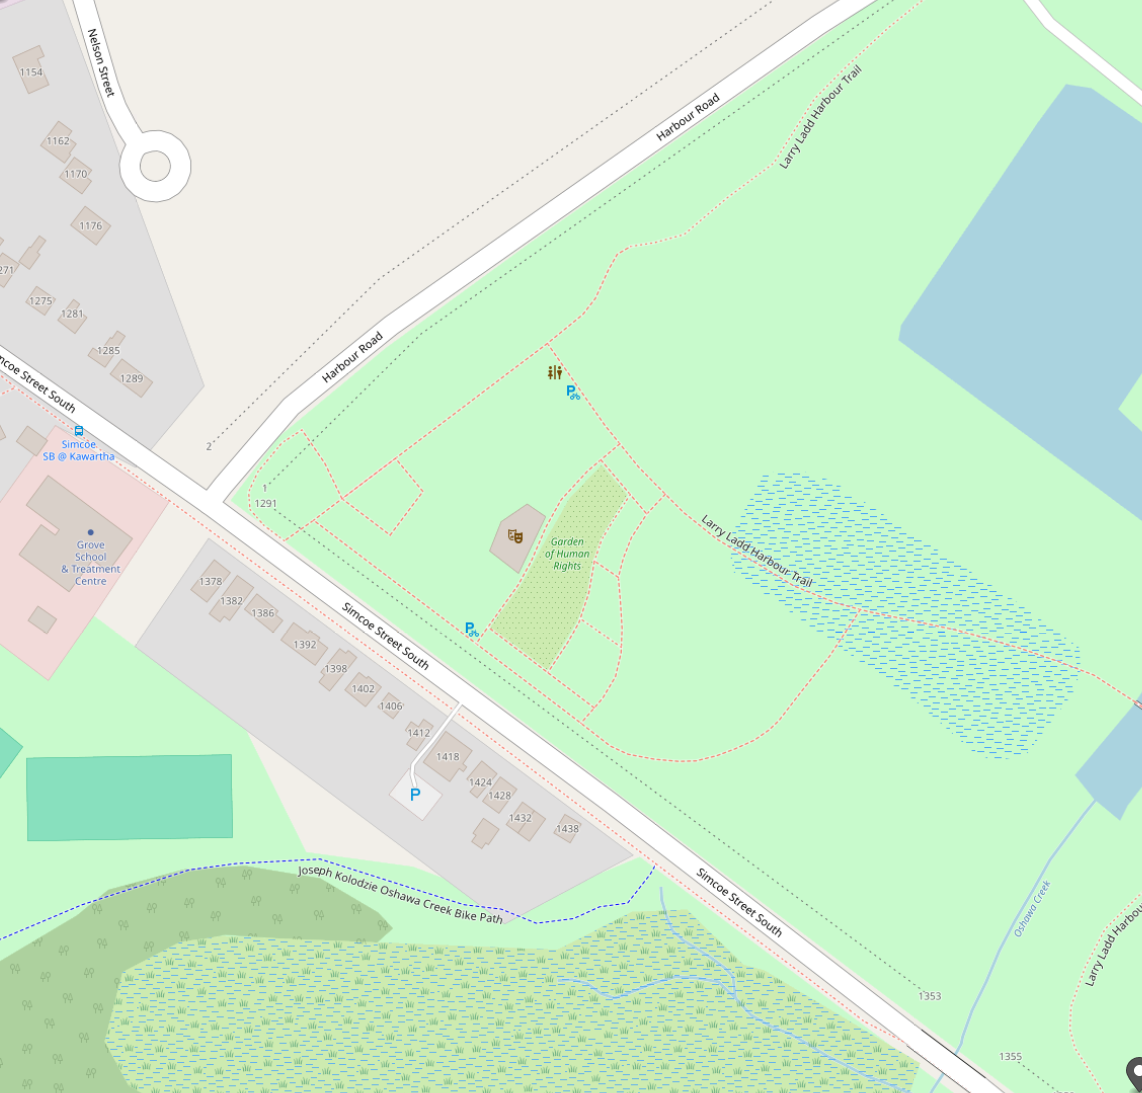 Nelson Street
1154
Harbour Road
Larry Ladd Harbour Trail
1162
1170
1176
271
1275
1281
1285
1289
Harbour Road
Simcoe Street South
Simcoe
SB @ Kawartha
2
1
1291
Grove
School
& Treatment
Centre
Garden
of Human
Rights
Larry Ladd Harbour Trail
1378
1382
1386
1392
1398
1402
1406
1412
1418
1424
1428
1432
1438
Simcoe Street South
P
P
P
Joseph Kolodzie Oshawa Creek Bike Path
Simcoe Street South
Oshawa Creek
Larry Ladd Harbour
1353
1355